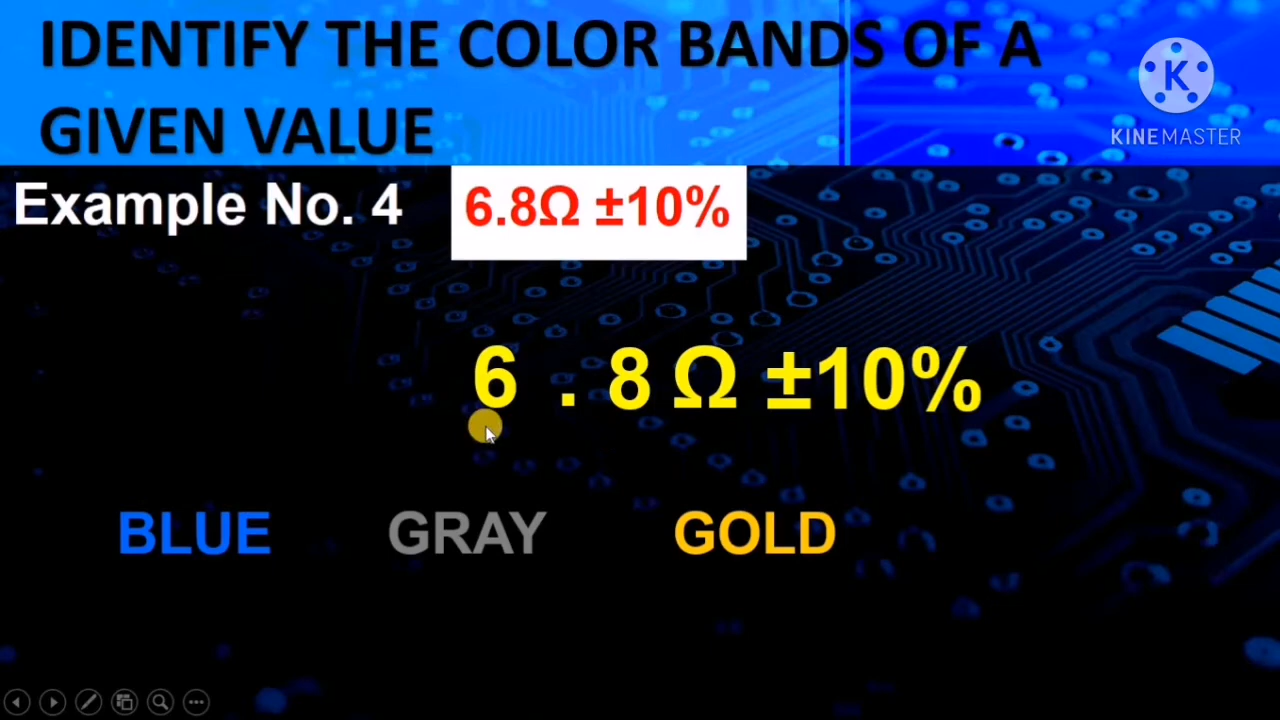 IDENTIFY THE COLOR BANDS OF A
GIVEN VALUE
K
KINEMASTER
Example No. 4
6.8Ω ±10%
6 . 8 Ω ±10%
BLUE GRAY GOLD